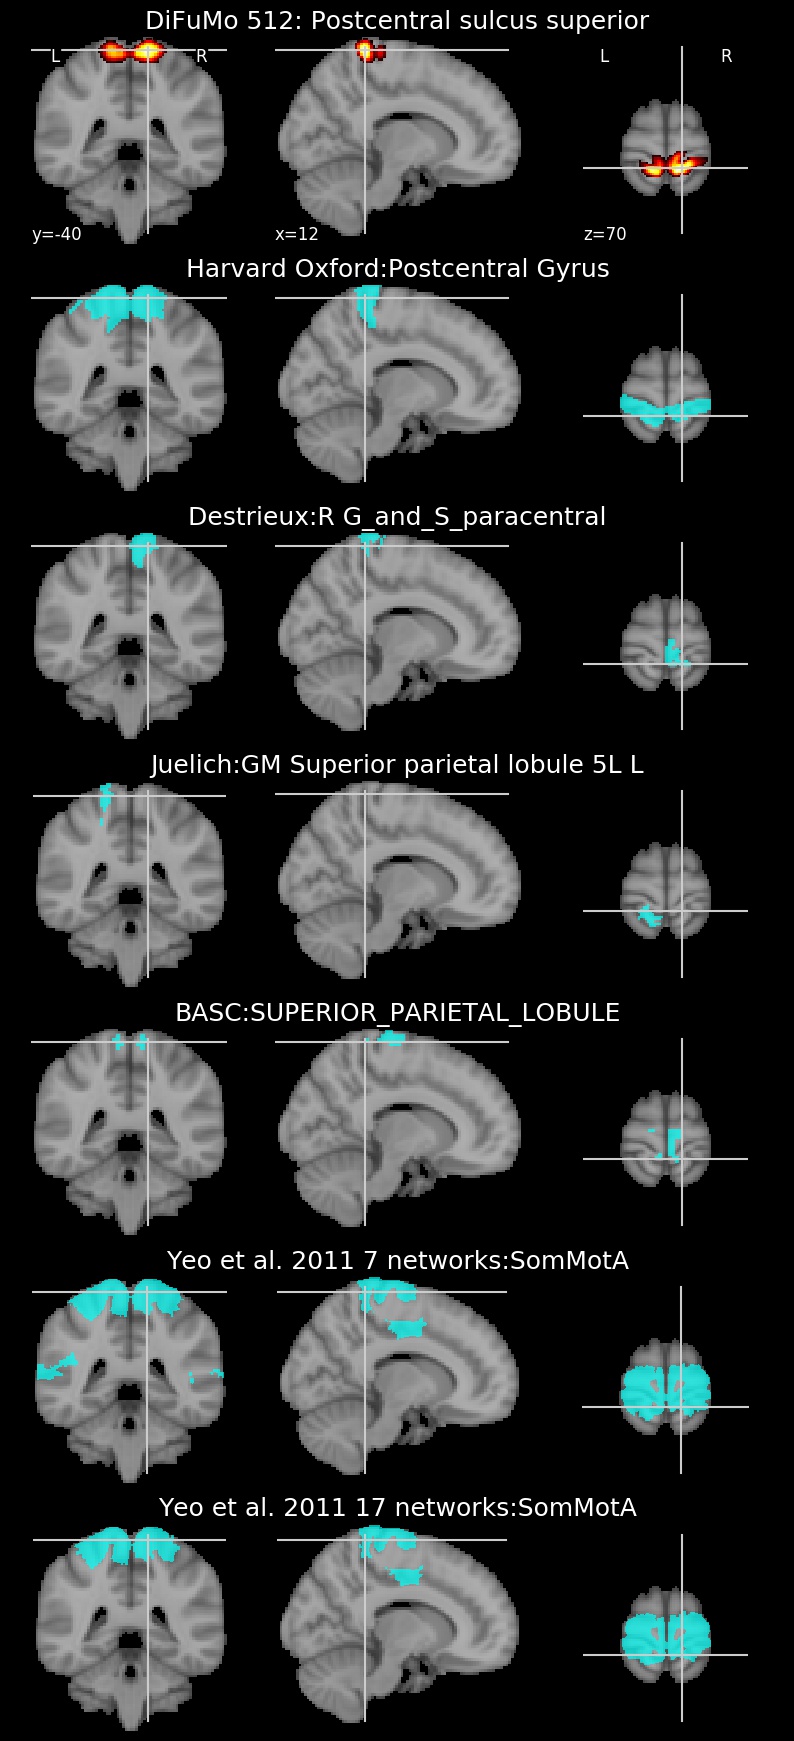 DiFuMo 512: Postcentral sulcus superior
L R L R
y=-40 x=12 z=70
Harvard Oxford:Postcentral Gyrus
Destrieux:R G_and_S_paracentral
Juelich:GM Superior parietal lobule 5L L
BASC:SUPERIOR_PARIETAL_LOBULE
Yeo et al. 2011 7 networks:SomMotA
Yeo et al. 2011 17 networks:SomMotA